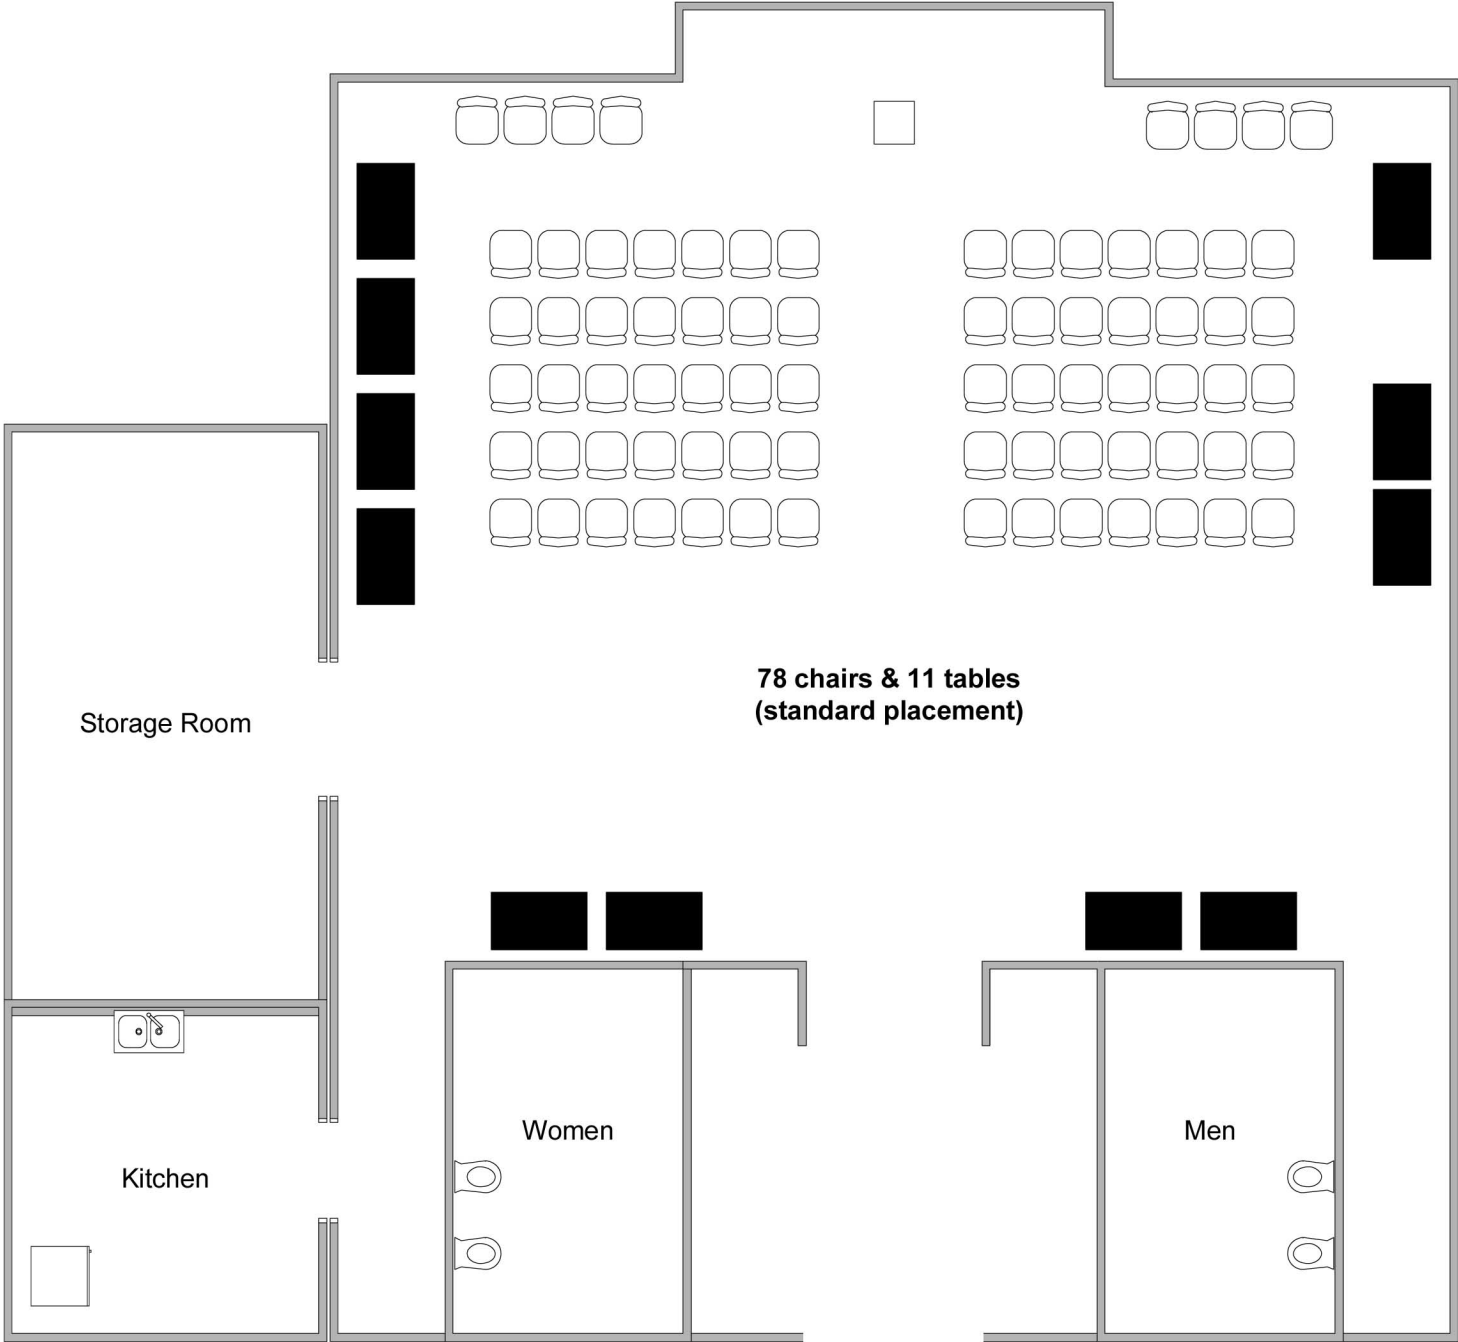 78 chairs & 11 tables
(standard placement)
Storage Room
Women
Men
Kitchen